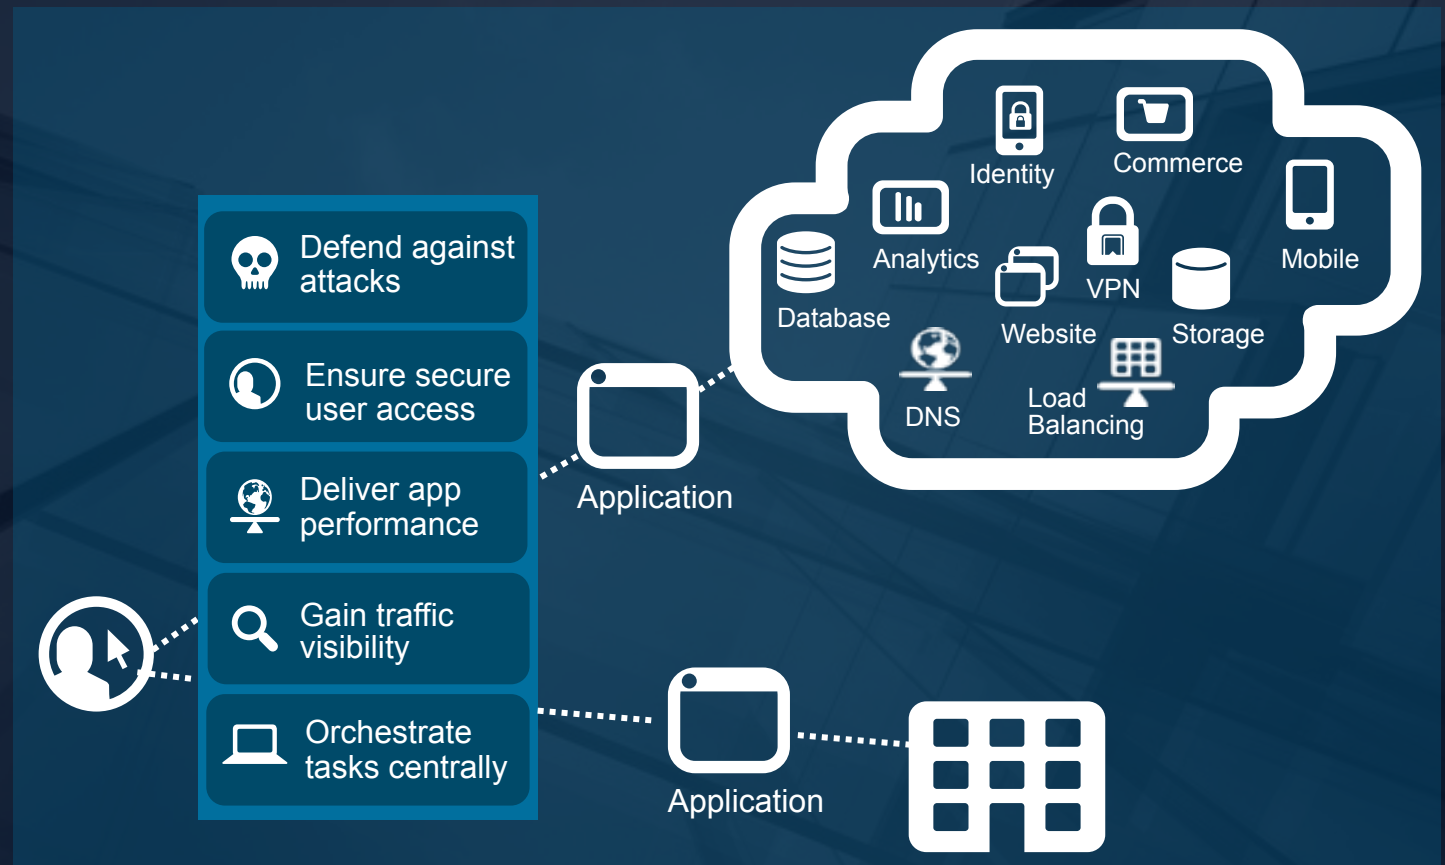 Defend against
attacks
Ensure secure
user access
Deliver app
performance
Gain traffic
visibility
Orchestrate
tasks centrally
Application
Application
Identity
Commerce
Analytics
Mobile
Database
VPN
Website
Storage
DNS
Load
Balancing